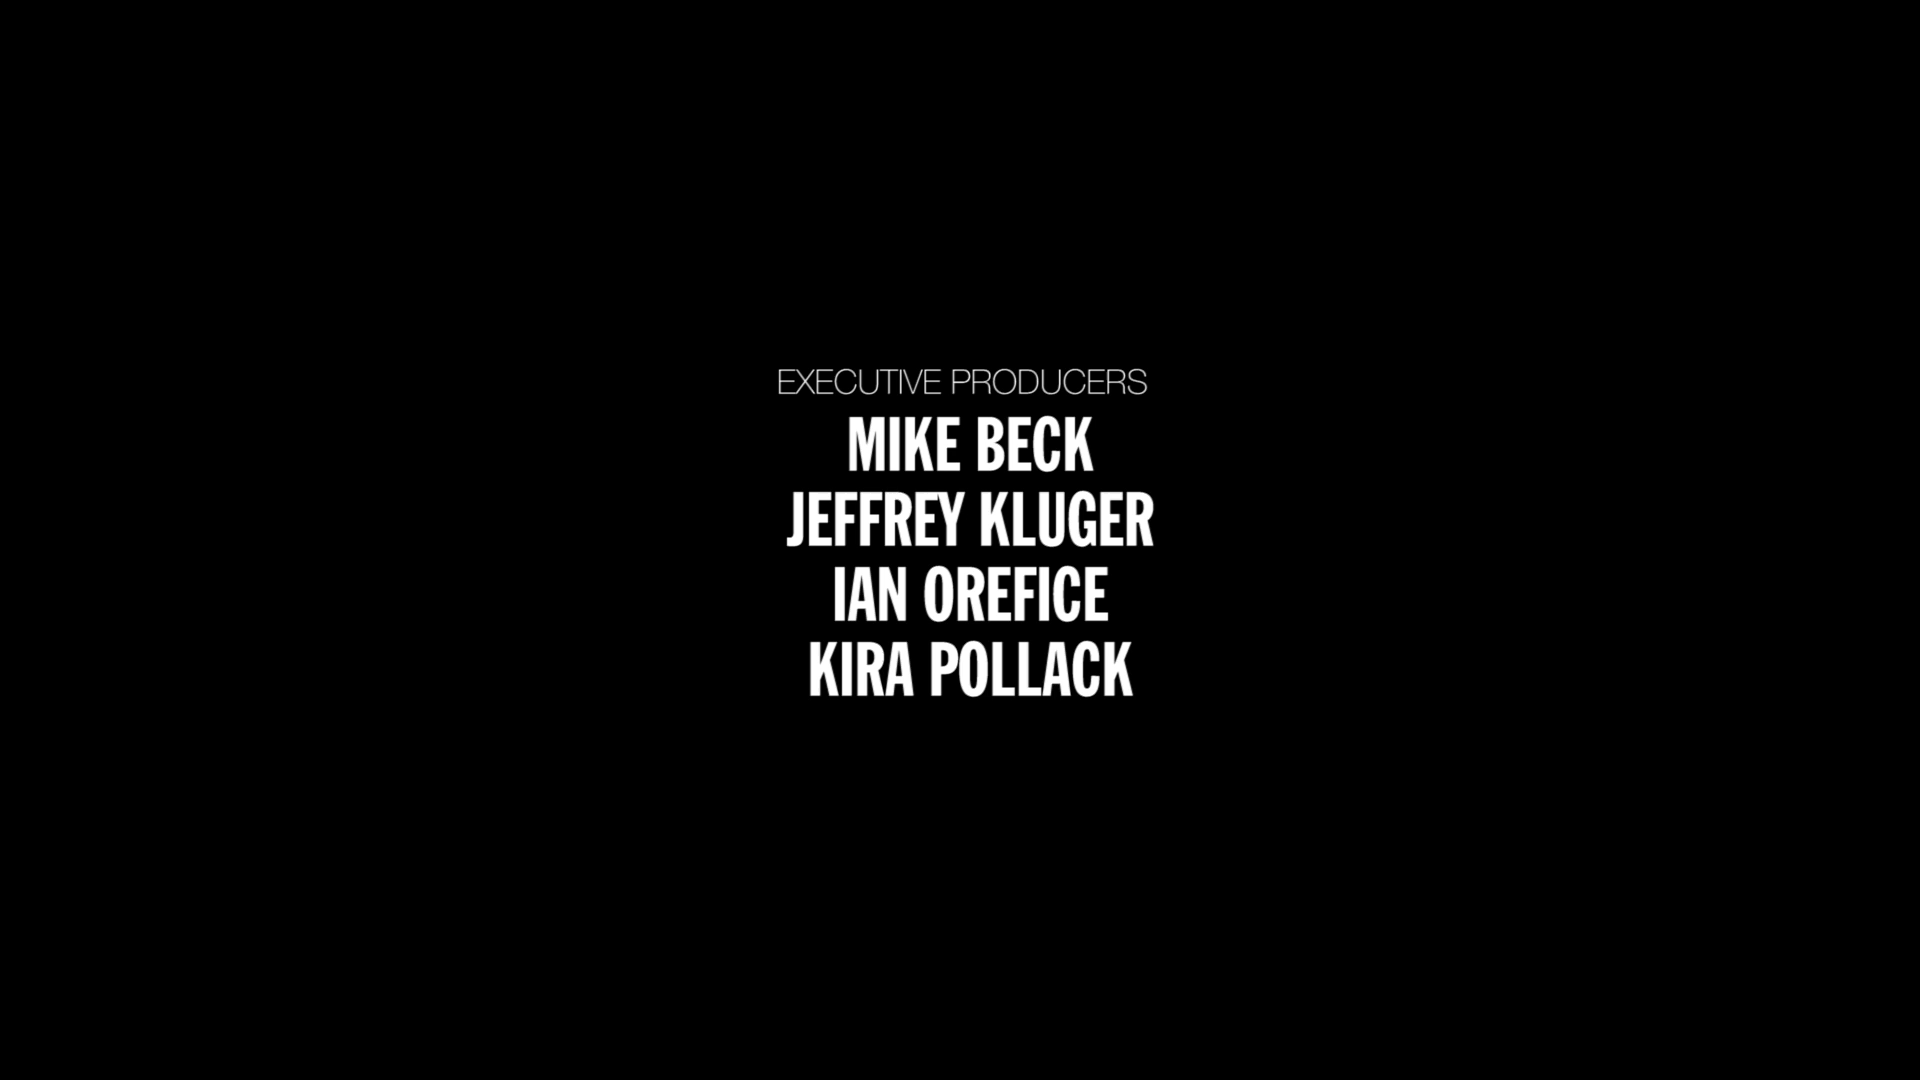 EXECUTIVE PRODUCERS
MIKE BECK
JEFFREY KLUGER
IAN OREFICE
KIRA POLLACK